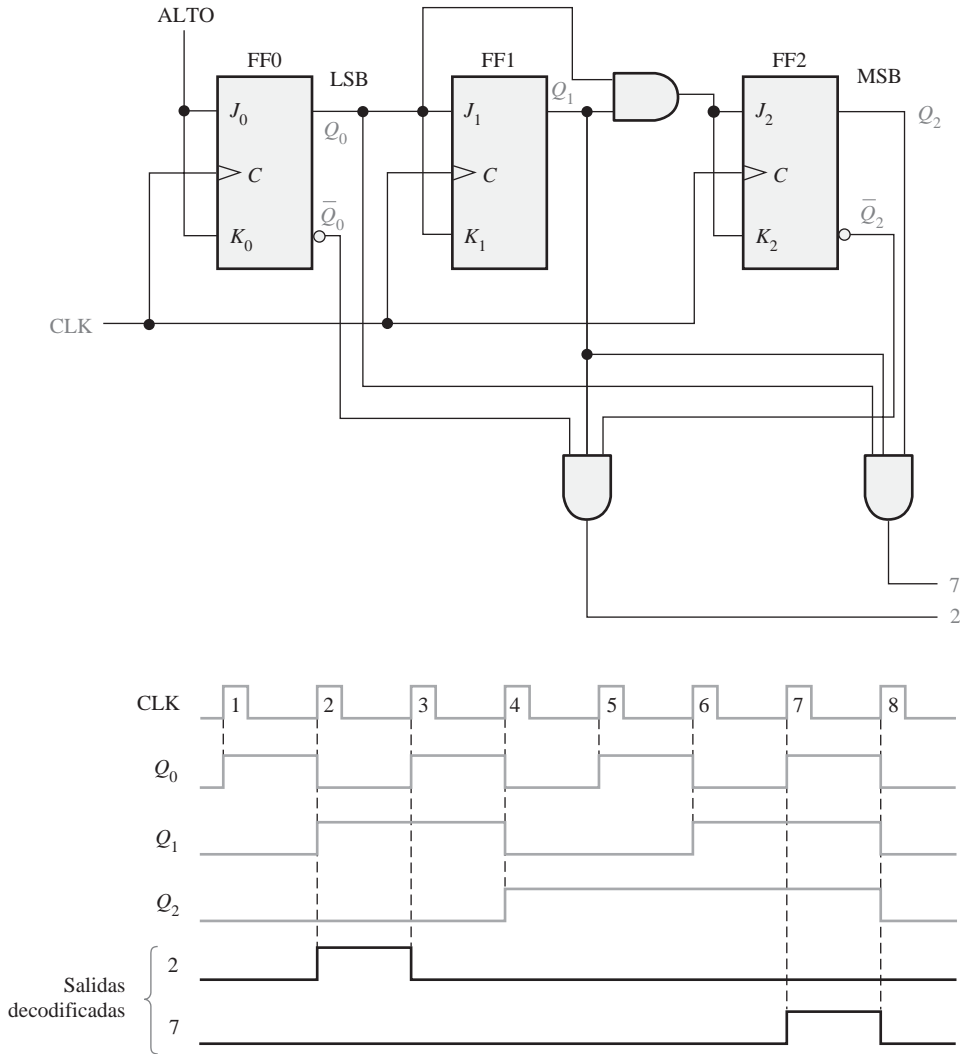 ALTO
FF0
LSB
FF1
FF2
MSB
J₀
Q₀
C
Q̅₀
K₀
J₁
Q₁
C
K₁
J₂
Q₂
C
Q̅₂
K₂
CLK
7
2
CLK
1 2 3 4 5 6 7 8
Q₀
Q₁
Q₂
Salidas
decodificadas
2
7